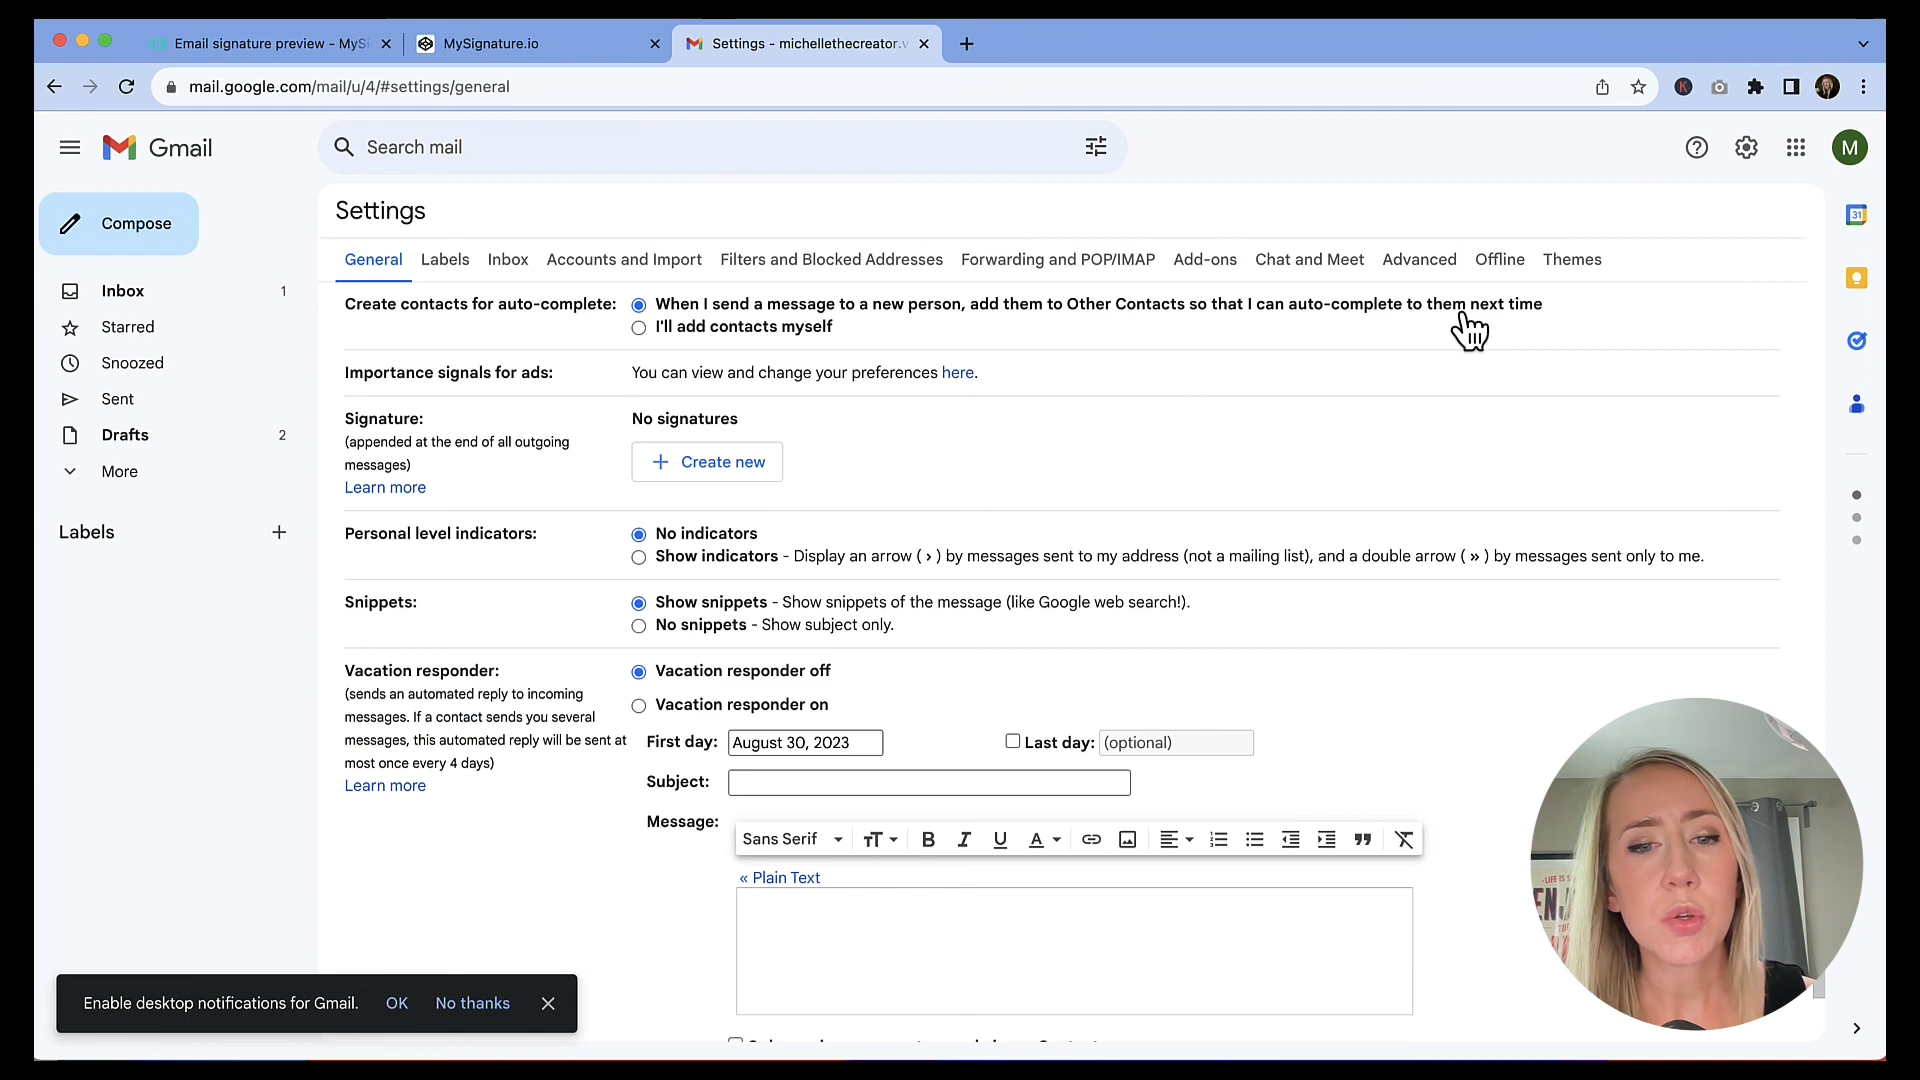 Email signature preview - MyS
MySignature.io
Settings - michellethecreator.v
mail.google.com/mail/u/4/#settings/general
Gmail
Search mail
M
Compose
Inbox 1
Starred
Snoozed
Sent
Drafts 2
More
Labels
Settings
General Labels Inbox Accounts and Import Filters and Blocked Addresses Forwarding and POP/IMAP Add-ons Chat and Meet Advanced Offline Themes
Create contacts for auto-complete: When I send a message to a new person, add them to Other Contacts so that I can auto-complete to them next time
I'll add contacts myself
Importance signals for ads: You can view and change your preferences here.
Signature: No signatures
(appended at the end of all outgoing
messages)
Learn more
Create new
Personal level indicators: No indicators
Show indicators - Display an arrow ( › ) by messages sent to my address (not a mailing list), and a double arrow ( » ) by messages sent only to me.
Snippets: Show snippets - Show snippets of the message (like Google web search!).
No snippets - Show subject only.
Vacation responder: Vacation responder off
(sends an automated reply to incoming
messages. If a contact sends you several
messages, this automated reply will be sent at
most once every 4 days)
Learn more
Vacation responder on
First day: August 30, 2023 Last day: (optional)
Subject:
Message:
Sans Serif
« Plain Text
Enable desktop notifications for Gmail. OK No thanks
31